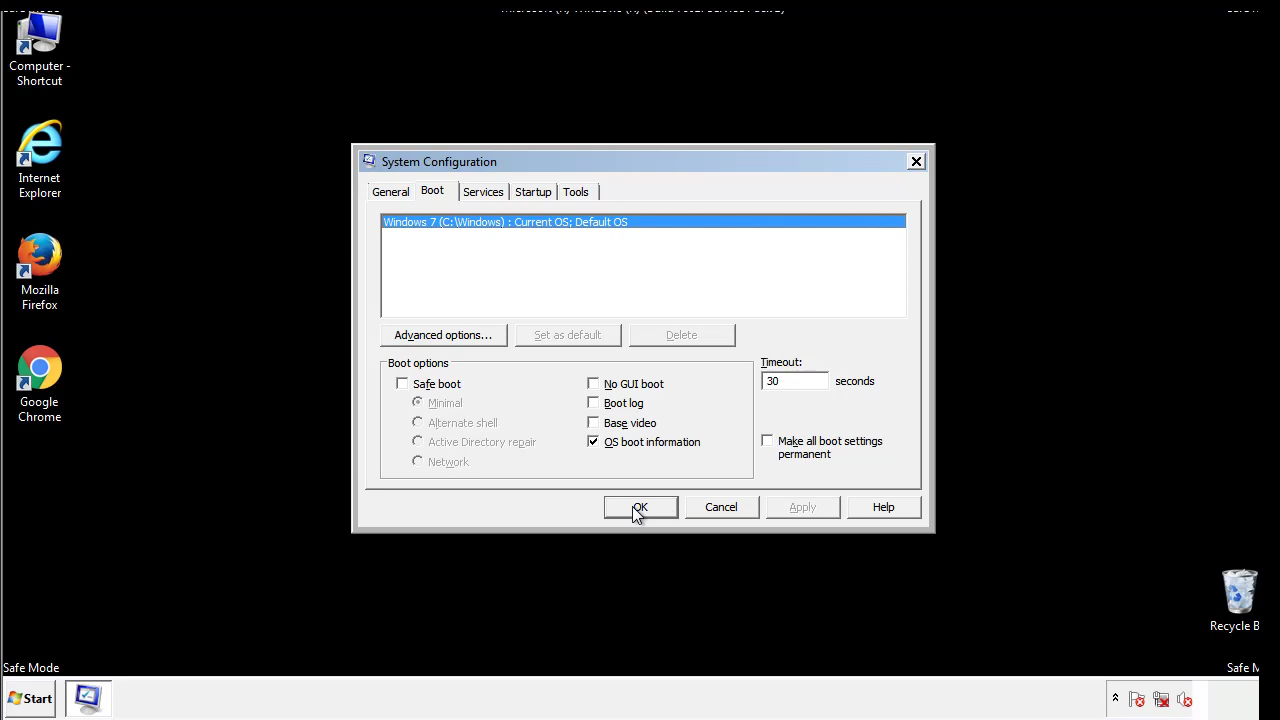 Computer -
Shortcut
Internet
Explorer
Mozilla
Firefox
Google
Chrome
System Configuration
General
Boot
Services
Startup
Tools
Windows 7 (C:\Windows) : Current OS; Default OS
Advanced options...
Set as default
Delete
Boot options
Safe boot
Minimal
Alternate shell
Active Directory repair
Network
No GUI boot
Boot log
Base video
OS boot information
Timeout:
30
seconds
Make all boot settings
permanent
OK
Cancel
Apply
Help
Recycle B
Safe Mode
Safe M
Start